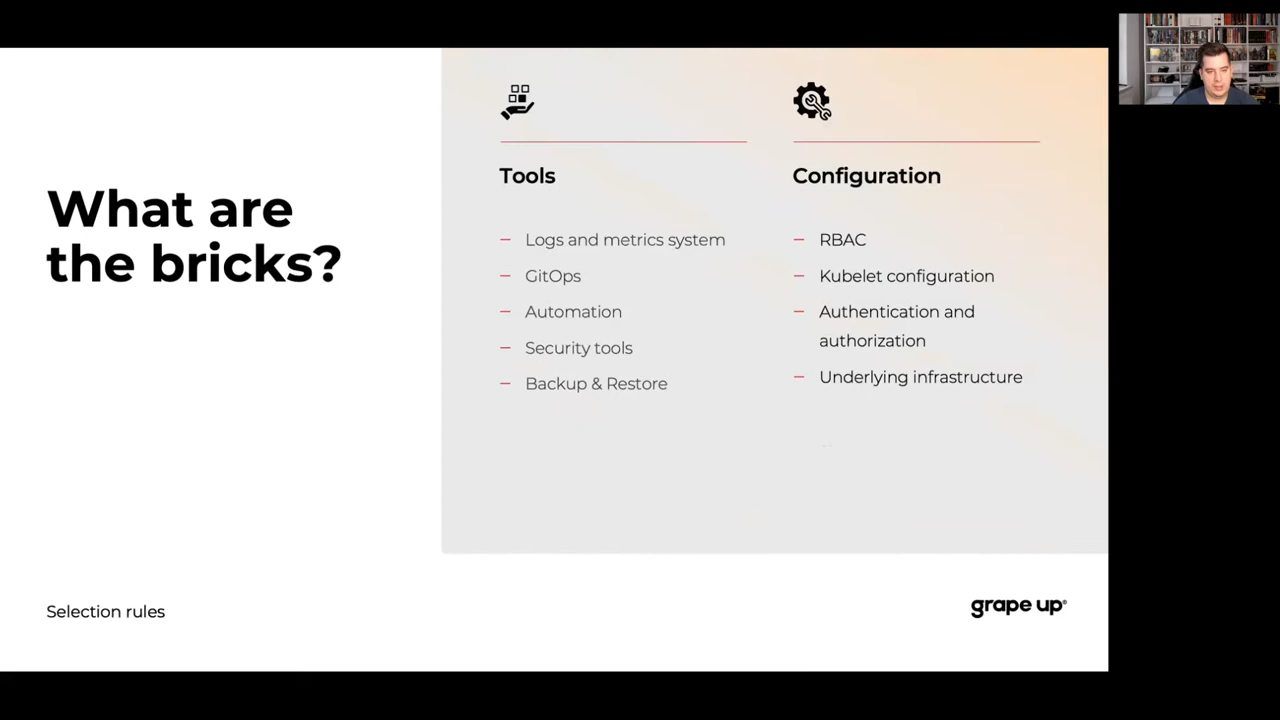 What are
the bricks?
Tools
– Logs and metrics system
– GitOps
– Automation
– Security tools
– Backup & Restore
Configuration
– RBAC
– Kubelet configuration
– Authentication and
authorization
– Underlying infrastructure
Selection rules
grape up®